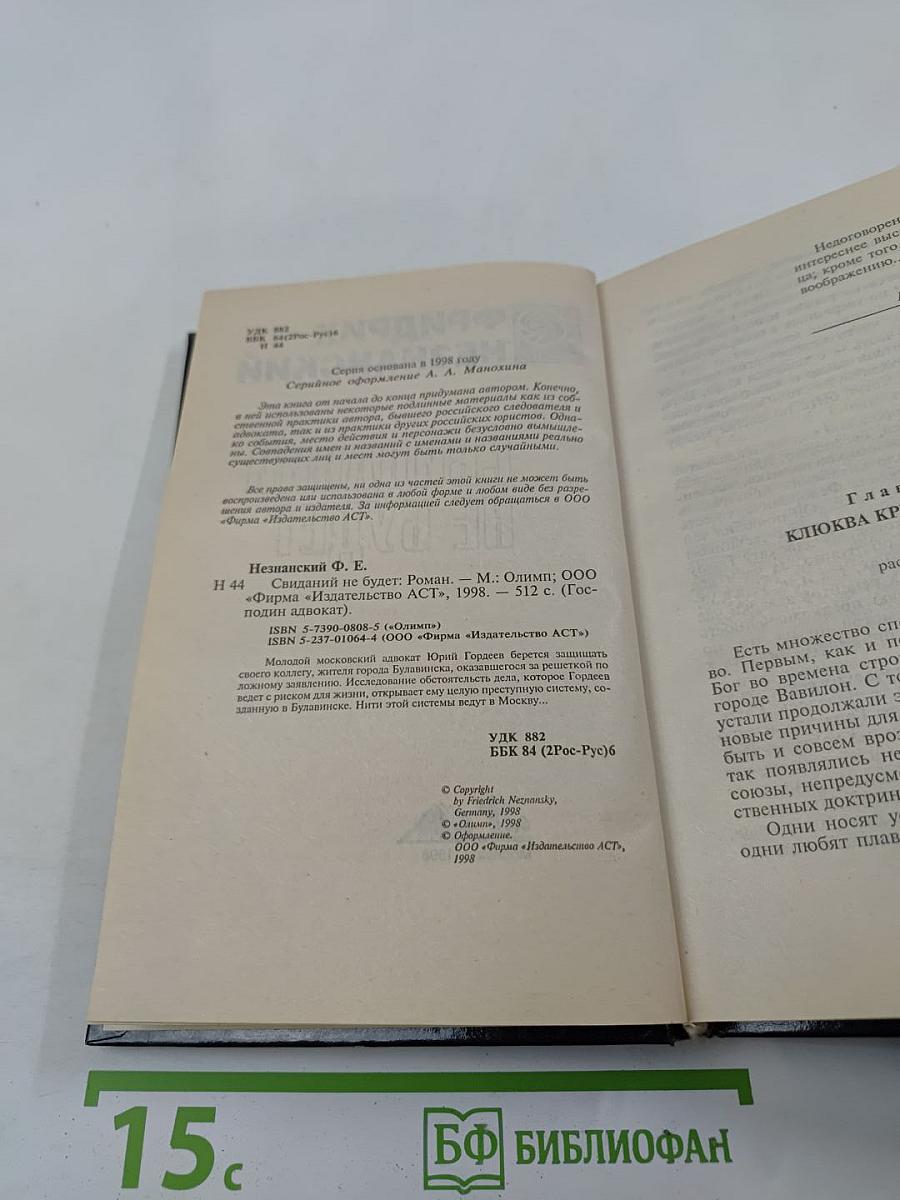 УДК 882
ББК 84(2Рос-Рус)6
Н 44
Серия основана в 1998 году
Серийное оформление А. А. Манохина
Эта книга от начала до конца придумана автором. Конечно,
в ней использованы некоторые подлинные материалы как из соб-
ственной практики автора, бывшего российского следователя и
адвоката, так и из практики других российских юристов. Одна-
ко события, место действия и персонажи безусловно вымышле-
ны. Совпадения имен и названий с именами и названиями реально
существующих лиц и мест могут быть только случайными.
Все права защищены, ни одна из частей этой книги не может быть
воспроизведена или использована в любой форме и любом виде без разре-
шения автора и издателя. За информацией следует обращаться в ООО
«Фирма «Издательство АСТ».
Незнанский Ф. Е.
Н 44 Свиданий не будет: Роман. — М.: Олимп; ООО
«Фирма «Издательство АСТ», 1998. — 512 с. (Гос-
подин адвокат).
ISBN 5-7390-0808-5 («Олимп»)
ISBN 5-237-01064-4 (ООО «Фирма «Издательство АСТ»)
Молодой московский адвокат Юрий Гордеев берется защищать
своего коллегу, жителя города Булавинска, оказавшегося за решеткой по
ложному заявлению. Исследование обстоятельств дела, которое Гордеев
ведет с риском для жизни, открывает ему целую преступную систему, со-
зданную в Булавинске. Нити этой системы ведут в Москву...
УДК 882
ББК 84 (2Рос-Рус)6
© Copyright
by Friedrich Neznansky,
Germany, 1998
© «Олимп», 1998
© Оформление.
ООО «Фирма «Издательство АСТ»,
1998
Недоговорен
интереснее выс
ца; кроме того
воображению..
Глав
КЛЮКВА КР
рас
Есть множество спо
во. Первым, как и по
Бог во времена стро
городе Вавилон. С то
устали продолжали э
новые причины для
быть и совсем вроз
так появлялись не
союзы, непредусм
ственных доктрин
Одни носят ус
одни любят плав
15 с
БФ БИБЛИОФАН